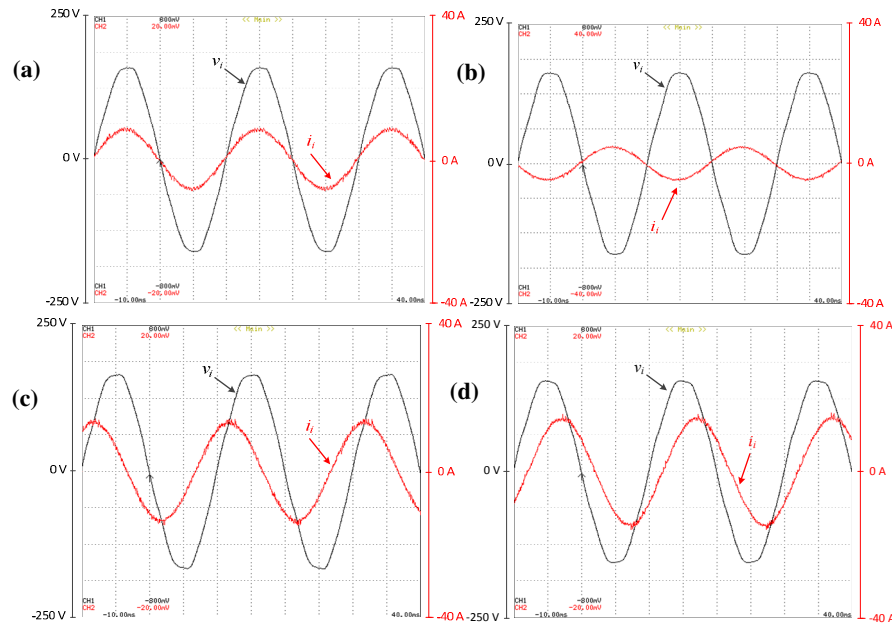 250 V
CH1 800mV << Main >> 40 A
CH2 20.00mV
(a)
v_i
0 V 0 A
i_i
CH1 -800mV
CH2 -20.00mV
-250 V -10.00ms 40.00ms -40 A
250 V
CH1 800mV << Main >> 40 A
CH2 40.00mV
(b)
v_i
0 V 0 A
i_i
CH1 -800mV
CH2 -40.00mV
-250 V -10.00ms 40.00ms -40 A
250 V
CH1 800mV << Main >> 40 A
CH2 20.00mV
v_i
(c)
i_i
0 V 0 A
CH1 -800mV
CH2 -20.00mV
-250 V -10.00ms 40.00ms -40 A
250 V
CH1 800mV << Main >> 40 A
CH2 20.00mV
v_i
(d)
i_i
0 V 0 A
CH1 -800mV
CH2 -20.00mV
-250 V -10.00ms 40.00ms -40 A